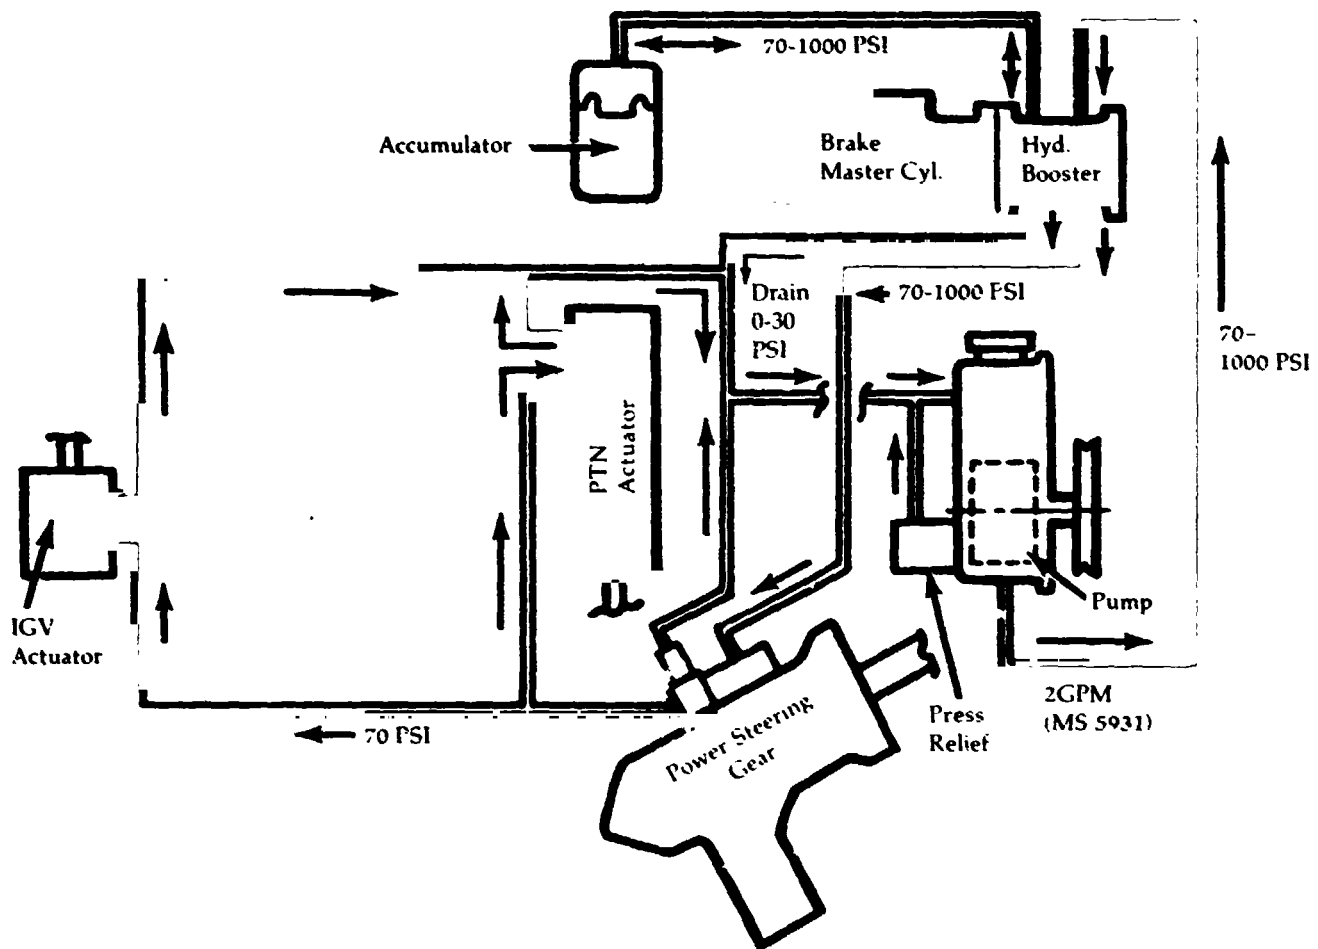 70-1000 PSI
Accumulator
Brake
Master Cyl.
Hyd.
Booster
Drain
0-30
PSI
70-1000 PSI
70-
1000 PSI
PTN
Actuator
IGV
Actuator
Pump
2GPM
(MS 5931)
Press
Relief
70 PSI
Power Steering
Gear